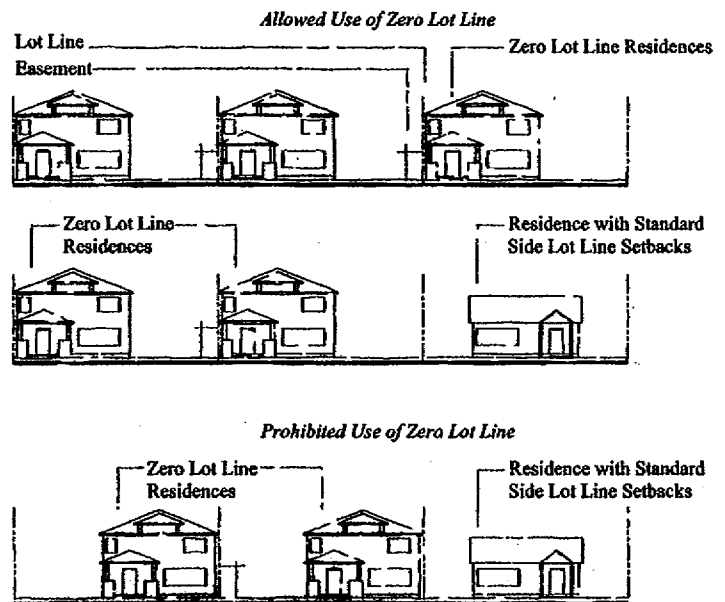 Allowed Use of Zero Lot Line
Lot Line
Zero Lot Line Residences
Easement
Zero Lot Line
Residences
Residence with Standard
Side Lot Line Setbacks
Prohibited Use of Zero Lot Line
Zero Lot Line
Residences
Residence with Standard
Side Lot Line Setbacks